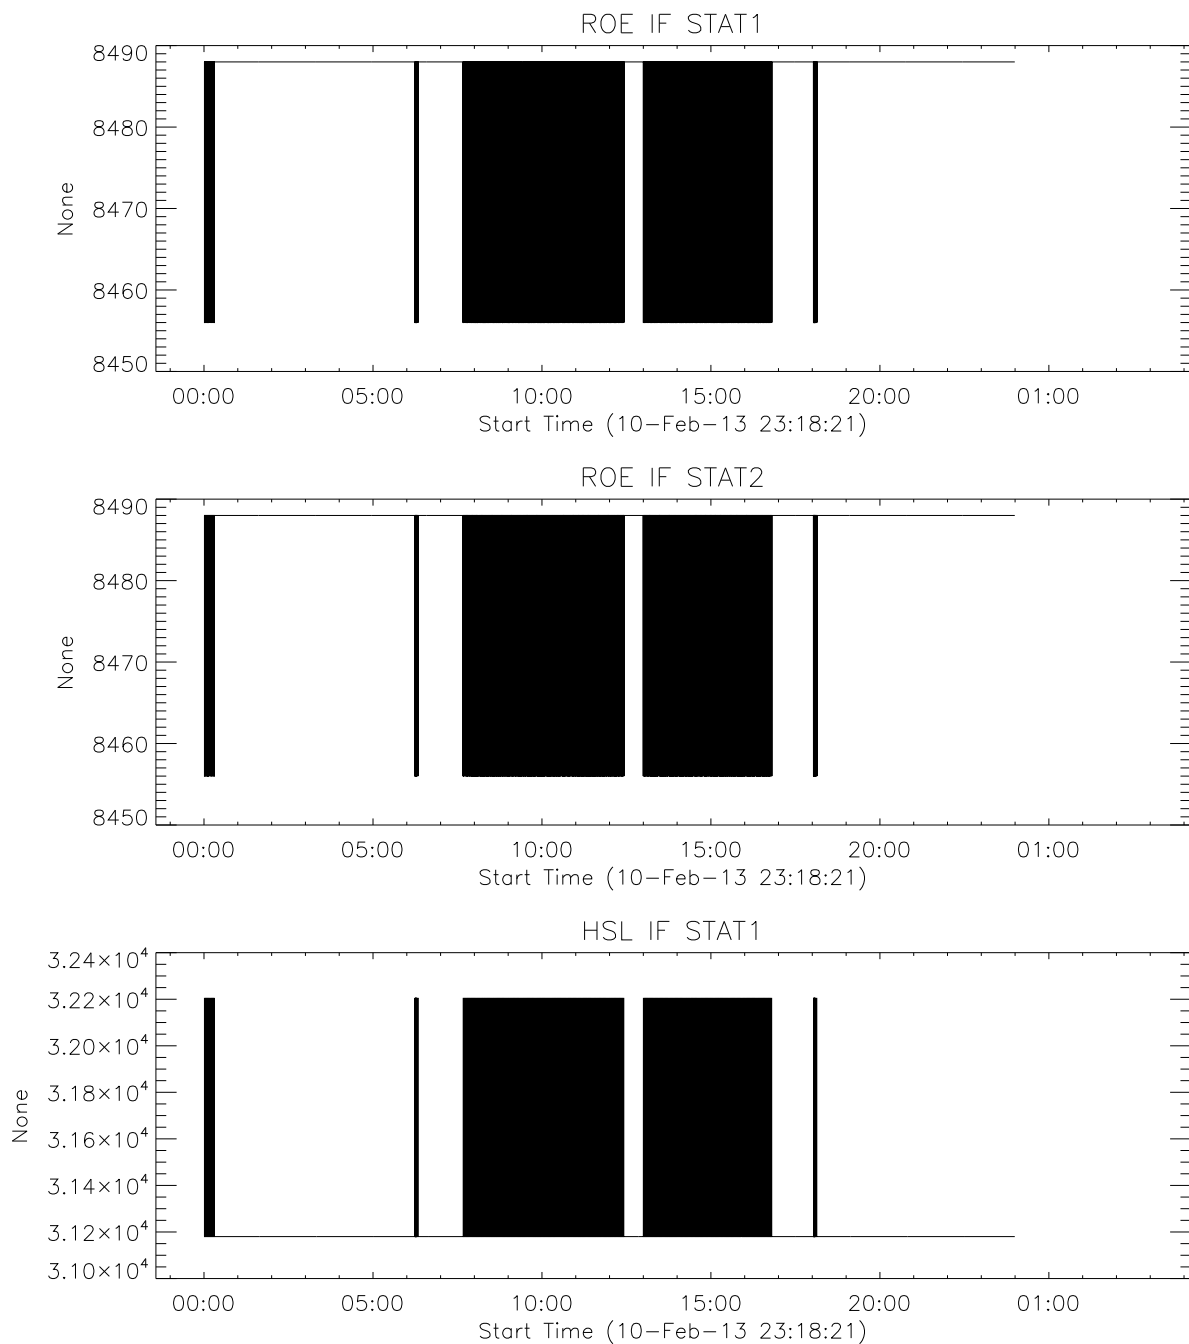 ROE IF STAT1
8490
8480
8470
8460
8450
None
00:00 05:00 10:00 15:00 20:00 01:00
Start Time (10-Feb-13 23:18:21)
ROE IF STAT2
8490
8480
8470
8460
8450
None
00:00 05:00 10:00 15:00 20:00 01:00
Start Time (10-Feb-13 23:18:21)
HSL IF STAT1
3.24×10⁴
3.22×10⁴
3.20×10⁴
3.18×10⁴
3.16×10⁴
3.14×10⁴
3.12×10⁴
3.10×10⁴
None
00:00 05:00 10:00 15:00 20:00 01:00
Start Time (10-Feb-13 23:18:21)